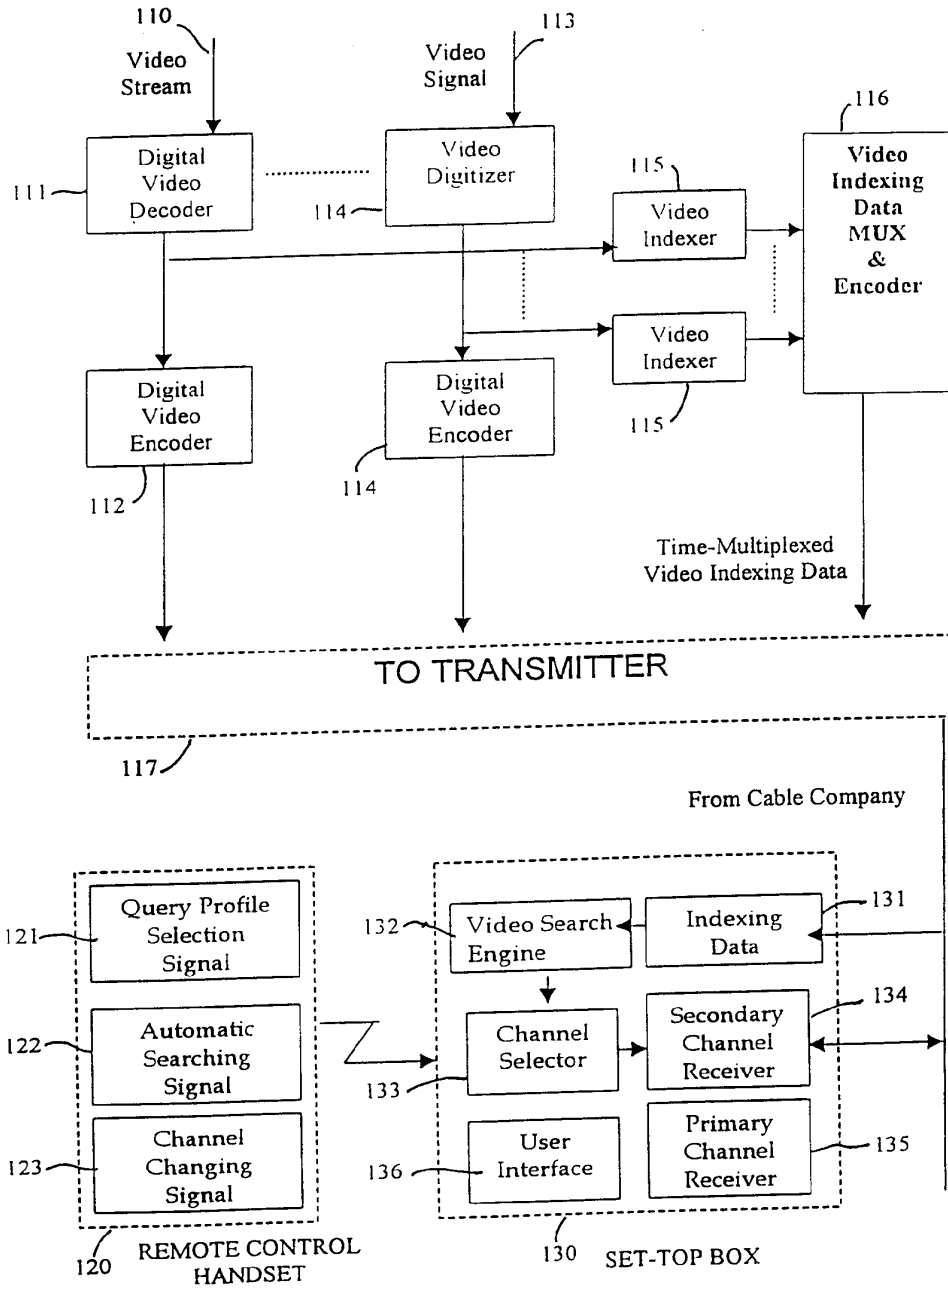 110
Video
Stream
113
Video
Signal
116
111
Digital
Video
Decoder
114
Video
Digitizer
115
Video
Indexer
Video
Indexing
Data
MUX
&
Encoder
Video
Indexer
115
Digital
Video
Encoder
112
Digital
Video
Encoder
114
Time-Multiplexed
Video Indexing Data
TO TRANSMITTER
117
From Cable Company
121
Query Profile
Selection
Signal
122
Automatic
Searching
Signal
123
Channel
Changing
Signal
120
REMOTE CONTROL
HANDSET
132
Video Search
Engine
Indexing
Data
131
133
Channel
Selector
Secondary
Channel
Receiver
134
136
User
Interface
Primary
Channel
Receiver
135
130
SET-TOP BOX